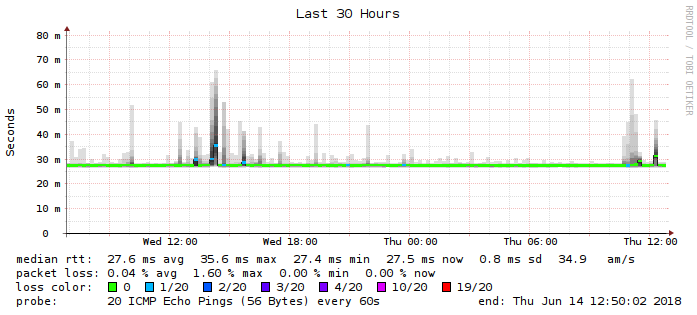 Last 30 Hours
RRDTOOL / TOBI OETIKER
Seconds
80 m
70 m
60 m
50 m
40 m
30 m
20 m
10 m
0
Wed 12:00 Wed 18:00 Thu 00:00 Thu 06:00 Thu 12:00
median rtt: 27.6 ms avg 35.6 ms max 27.4 ms min 27.5 ms now 0.8 ms sd 34.9 am/s
packet loss: 0.04 % avg 1.60 % max 0.00 % min 0.00 % now
loss color: 0 1/20 2/20 3/20 4/20 10/20 19/20
probe: 20 ICMP Echo Pings (56 Bytes) every 60s end: Thu Jun 14 12:50:02 2018